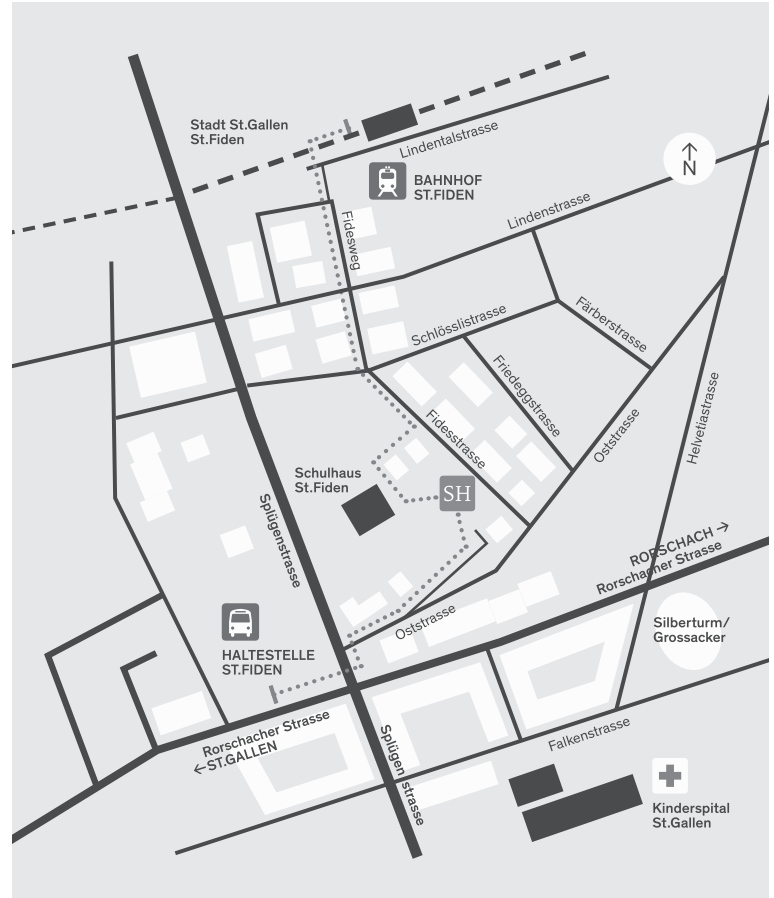 Stadt St.Gallen
St.Fiden
Lindentalstrasse
BAHNHOF
ST.FIDEN
N
Lindenstrasse
Fidesweg
Schlösslistrasse
Färberstrasse
Friedeggstrasse
Fidesstrasse
Oststrasse
Helvetiastrasse
Schulhaus
St.Fiden
SH
Splügenstrasse
RORSCHACH →
Rorschacher Strasse
HALTESTELLE
ST.FIDEN
Oststrasse
Silberturm/
Grossacker
Rorschacher Strasse
←ST.GALLEN
Splügenstrasse
Falkenstrasse
Kinderspital
St.Gallen